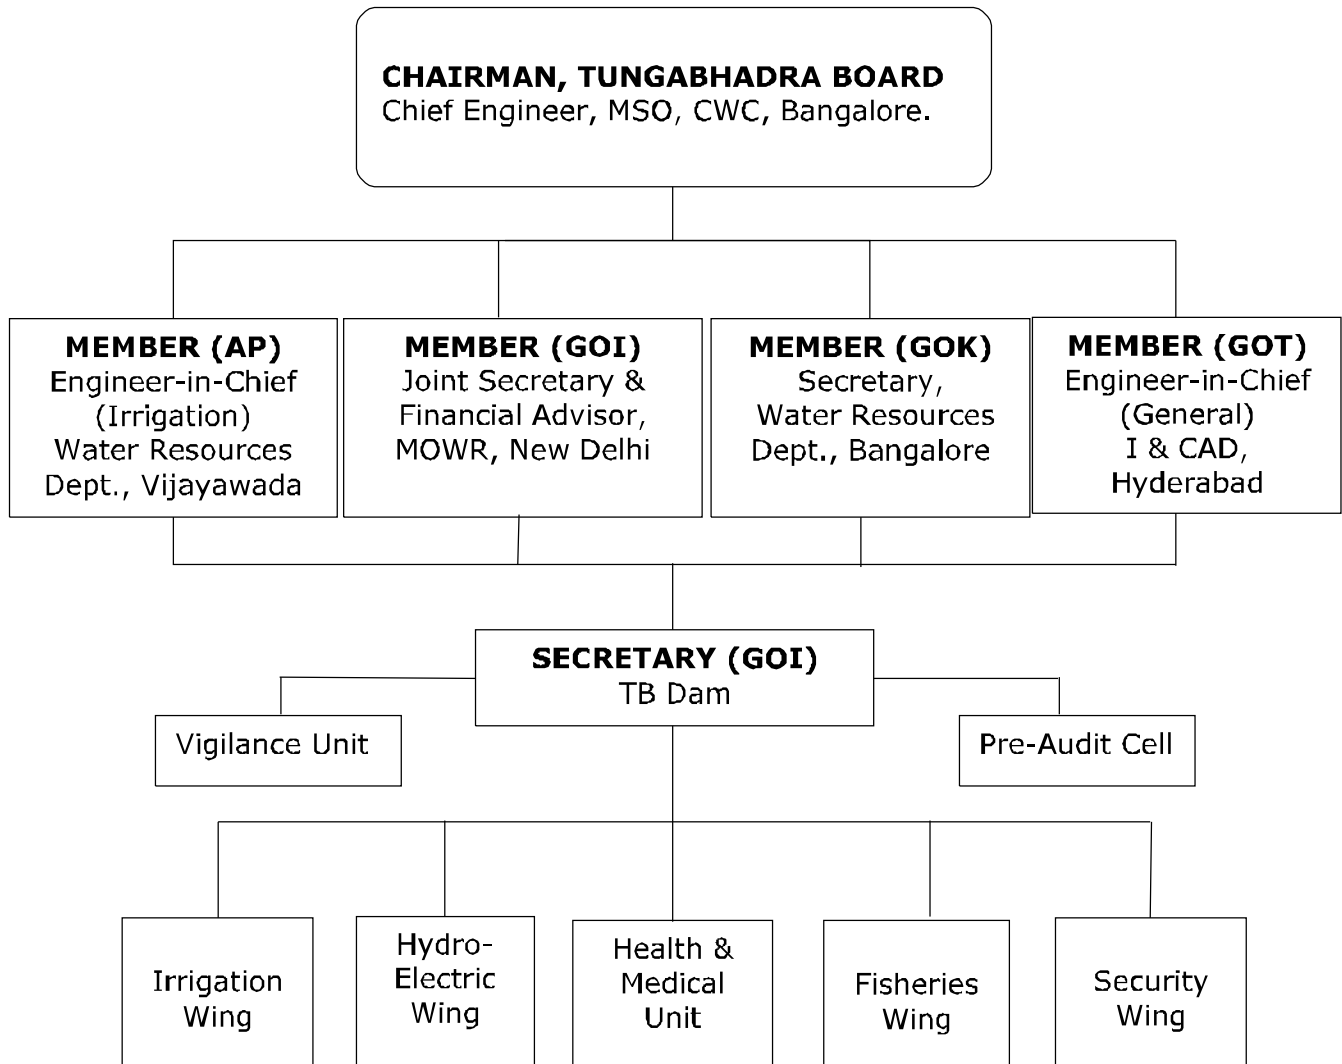 CHAIRMAN, TUNGABHADRA BOARD
Chief Engineer, MSO, CWC, Bangalore.
MEMBER (AP)
Engineer-in-Chief
(Irrigation)
Water Resources
Dept., Vijayawada
MEMBER (GOI)
Joint Secretary &
Financial Advisor,
MOWR, New Delhi
MEMBER (GOK)
Secretary,
Water Resources
Dept., Bangalore
MEMBER (GOT)
Engineer-in-Chief
(General)
I & CAD,
Hyderabad
SECRETARY (GOI)
TB Dam
Vigilance Unit
Pre-Audit Cell
Irrigation
Wing
Hydro-
Electric
Wing
Health &
Medical
Unit
Fisheries
Wing
Security
Wing